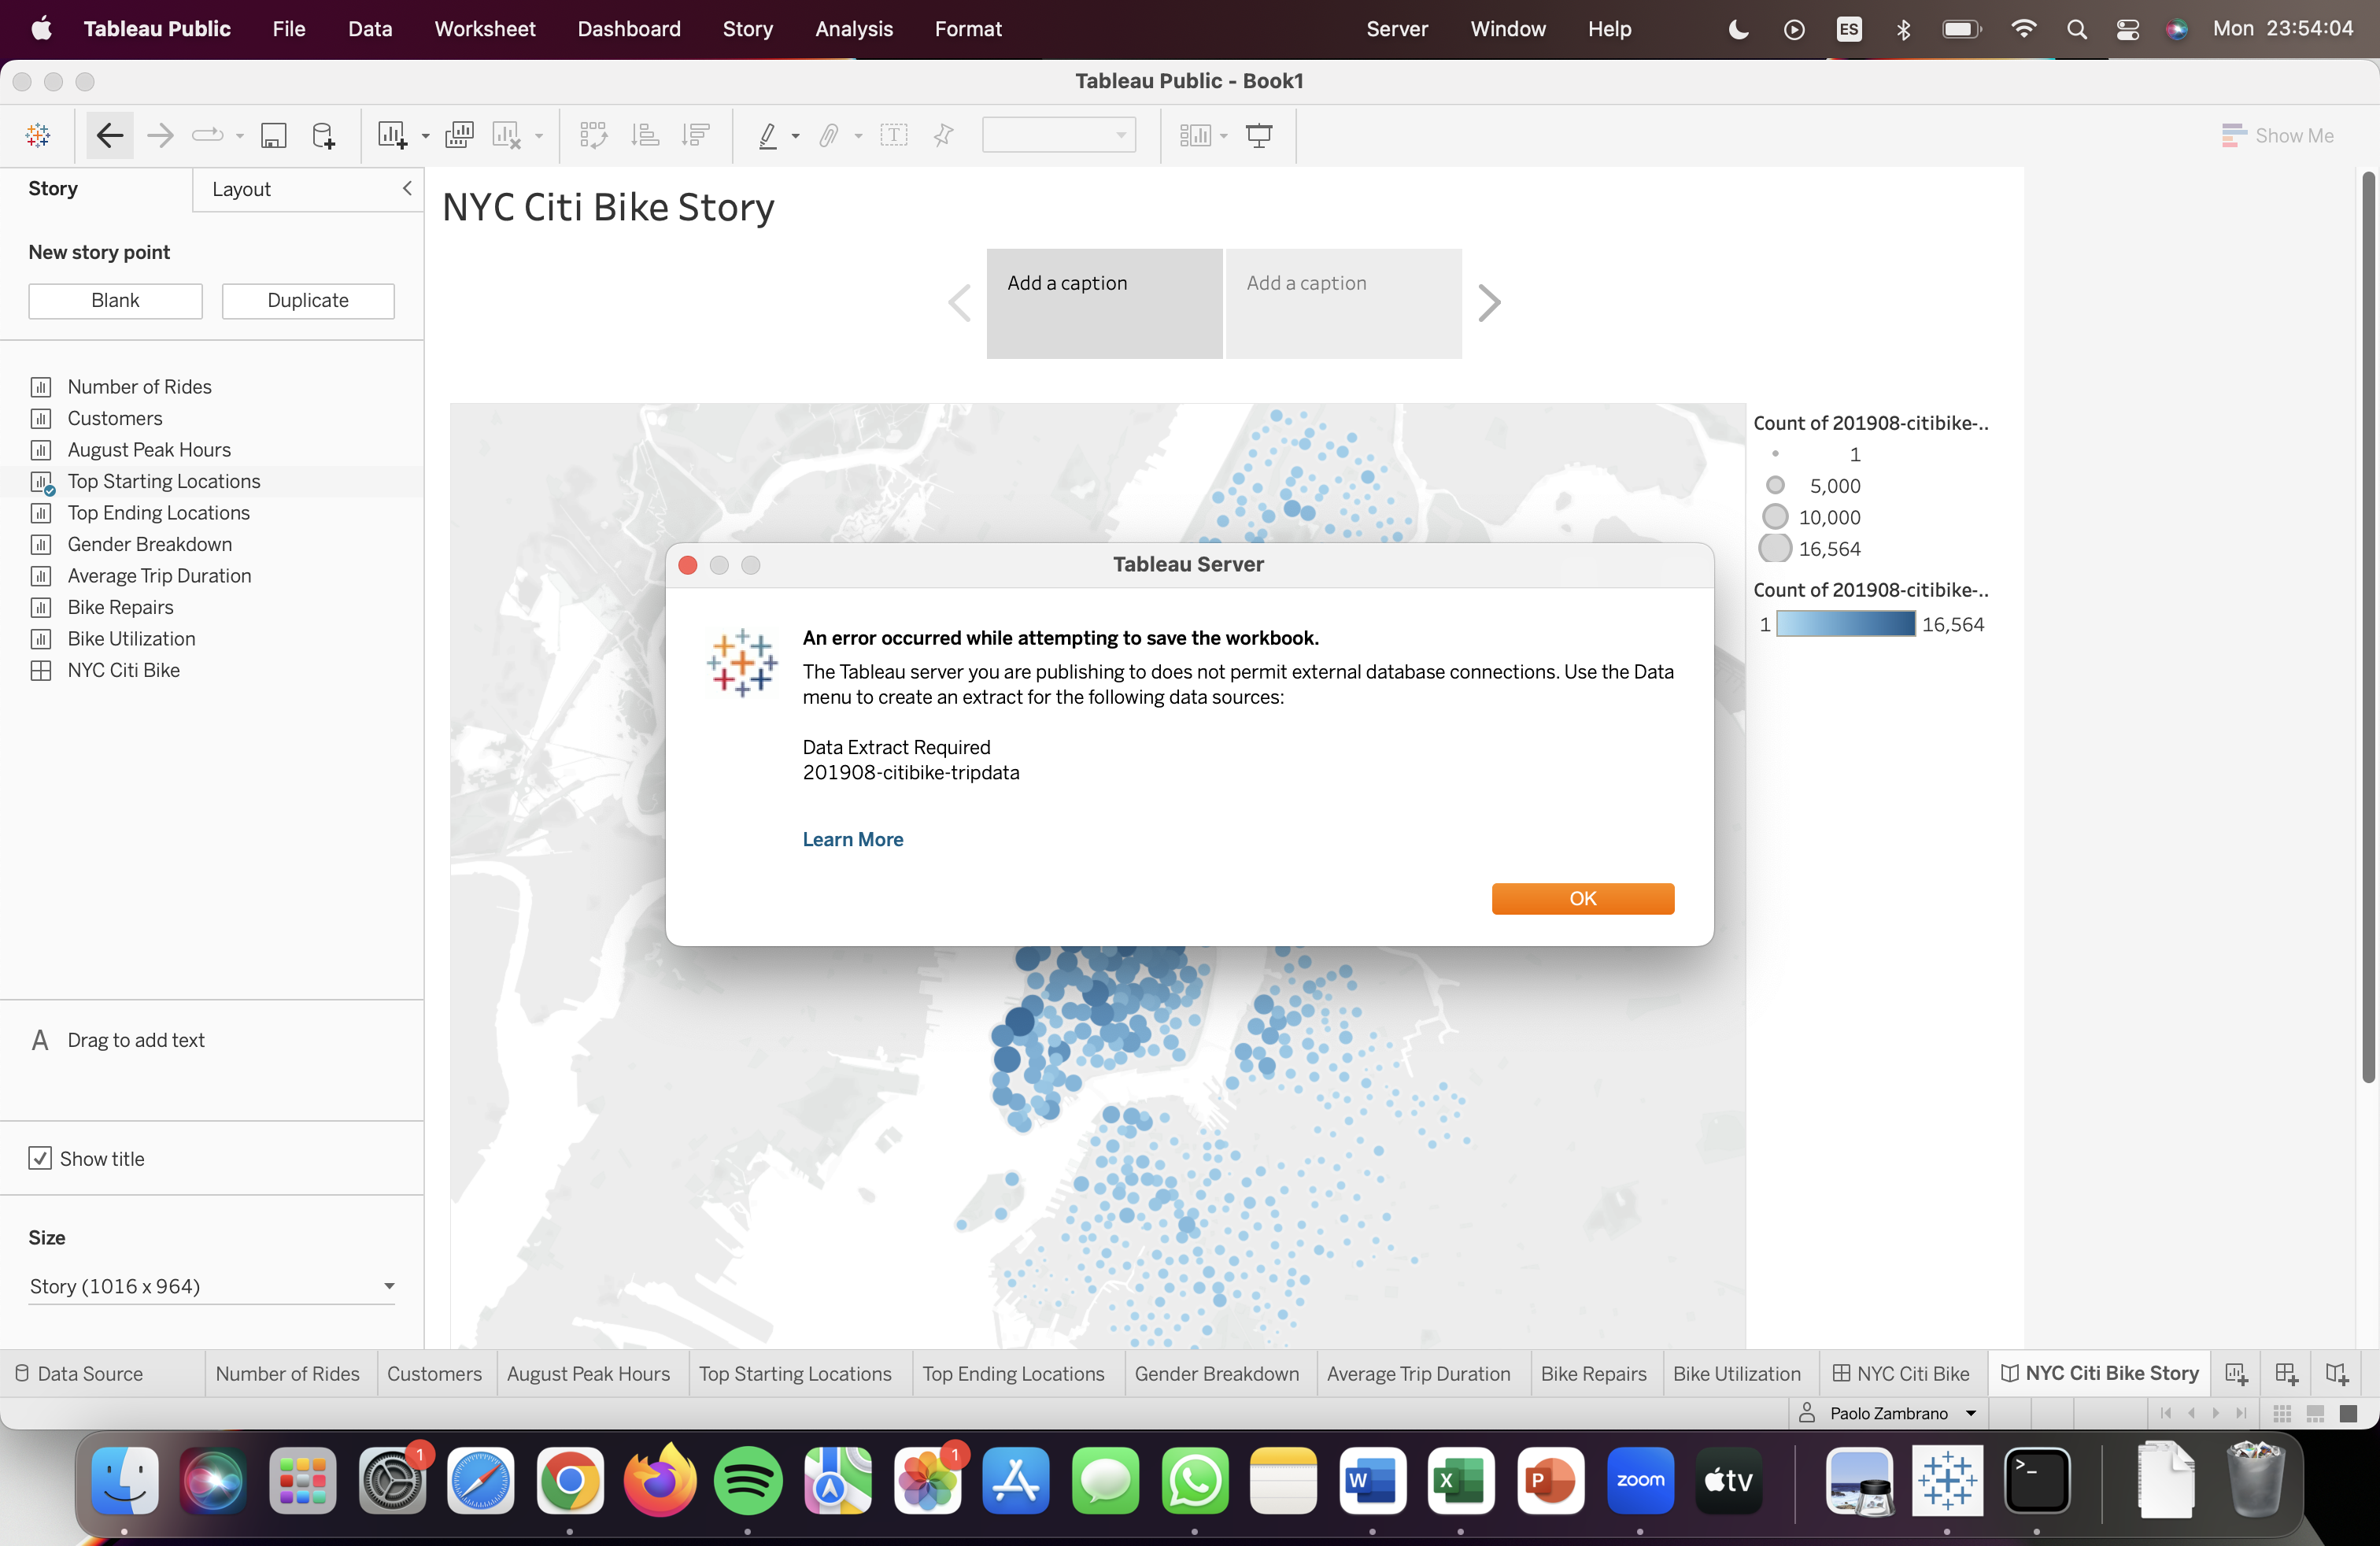 Tableau Public File Data Worksheet Dashboard Story Analysis Format Server Window Help ES Mon 23:54:04
Tableau Public - Book1
Show Me
Story Layout
NYC Citi Bike Story
New story point
Blank Duplicate
Add a caption Add a caption
Number of Rides
Customers
August Peak Hours
Top Starting Locations
Top Ending Locations
Gender Breakdown
Average Trip Duration
Bike Repairs
Bike Utilization
NYC Citi Bike
Count of 201908-citibike-..
1
5,000
10,000
16,564
Count of 201908-citibike-..
1 16,564
Tableau Server
An error occurred while attempting to save the workbook.
The Tableau server you are publishing to does not permit external database connections. Use the Data
menu to create an extract for the following data sources:
Data Extract Required
201908-citibike-tripdata
Learn More
OK
A Drag to add text
Show title
Size
Story (1016 x 964)
Data Source Number of Rides Customers August Peak Hours Top Starting Locations Top Ending Locations Gender Breakdown Average Trip Duration Bike Repairs Bike Utilization NYC Citi Bike NYC Citi Bike Story
Paolo Zambrano
1 1 W X P zoom tv >_